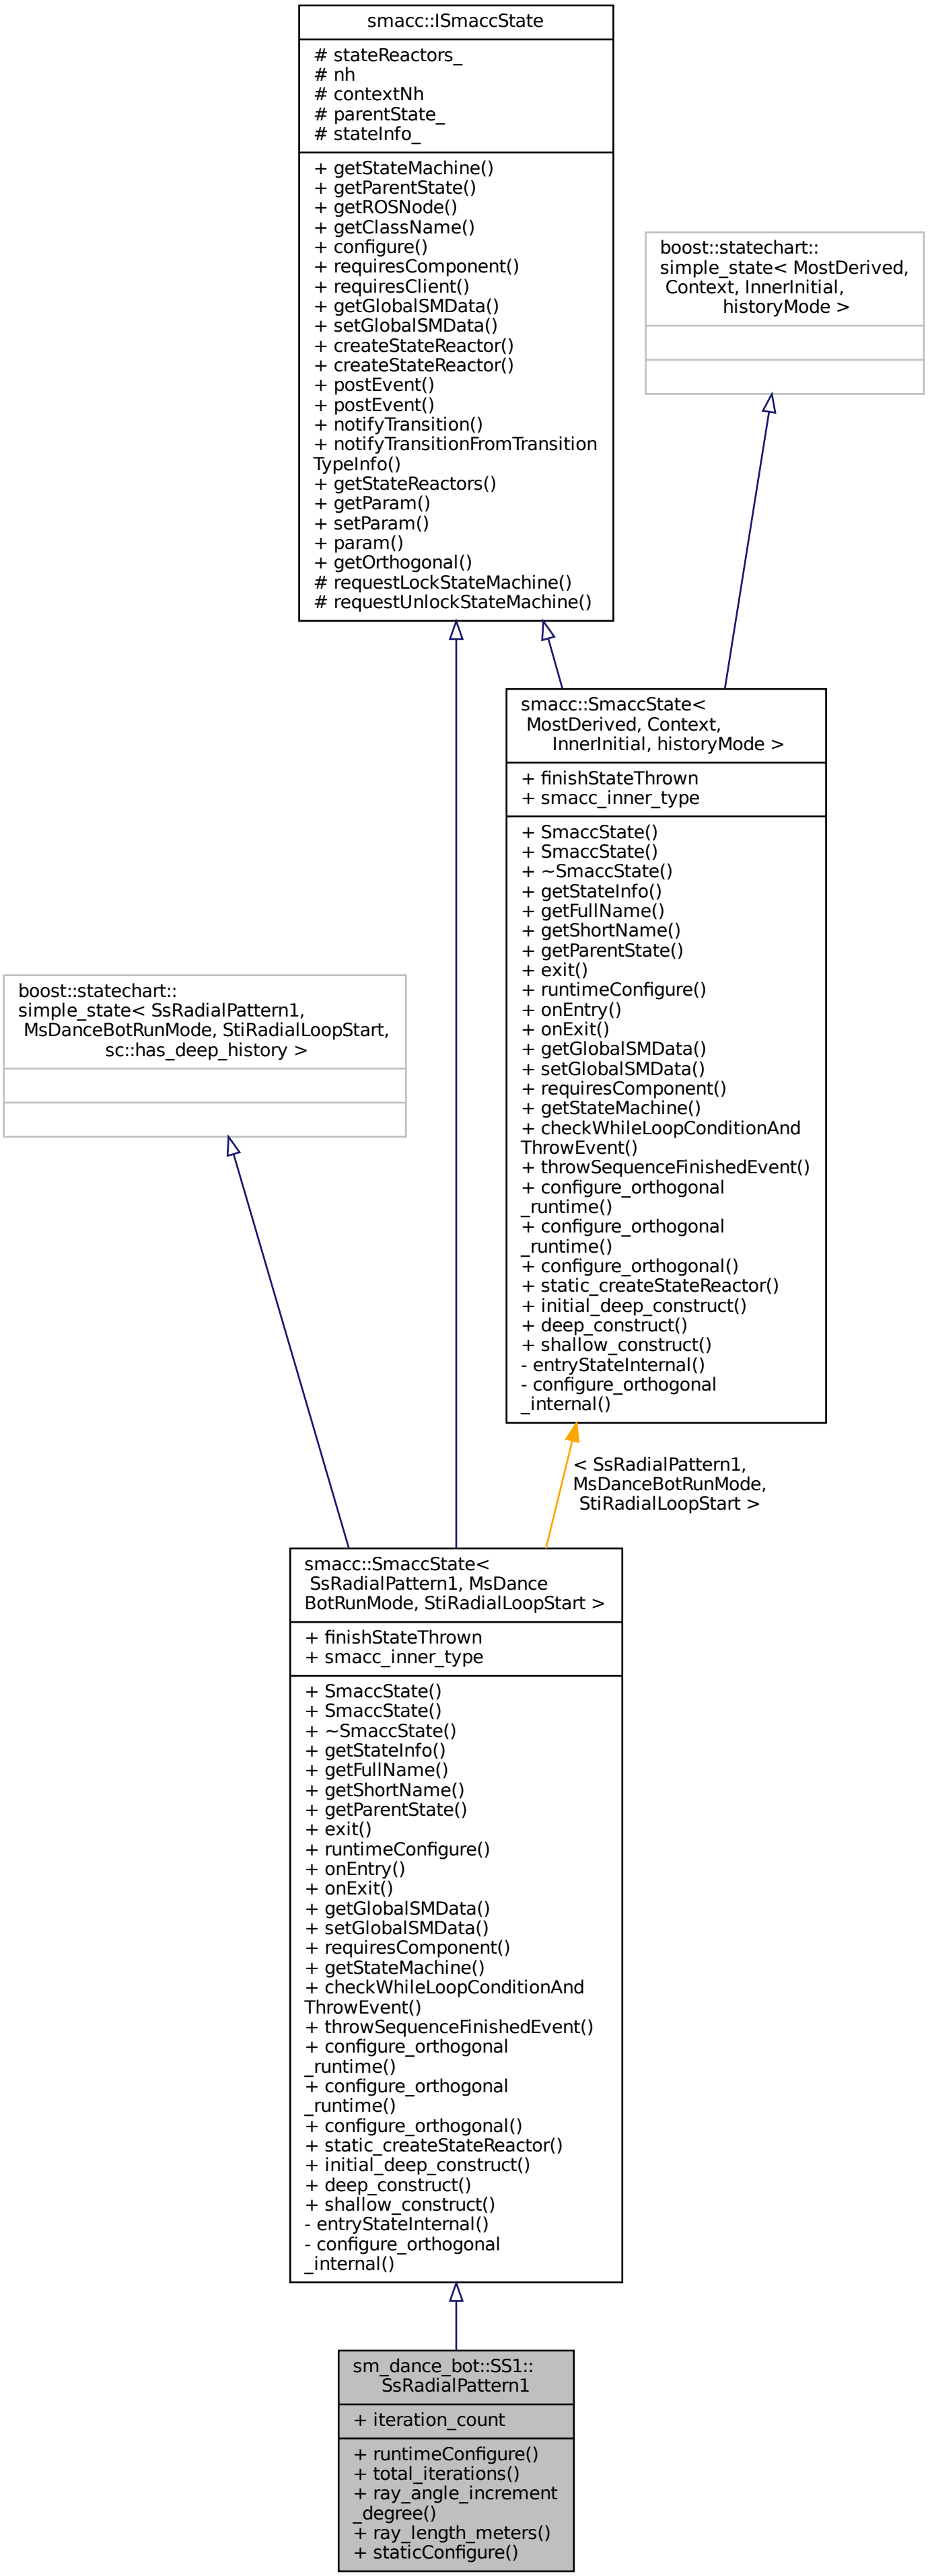 smacc::ISmaccState
# stateReactors_
# nh
# contextNh
# parentState_
# stateInfo_
+ getStateMachine()
+ getParentState()
+ getROSNode()
+ getClassName()
+ configure()
+ requiresComponent()
+ requiresClient()
+ getGlobalSMData()
+ setGlobalSMData()
+ createStateReactor()
+ createStateReactor()
+ postEvent()
+ postEvent()
+ notifyTransition()
+ notifyTransitionFromTransition
TypeInfo()
+ getStateReactors()
+ getParam()
+ setParam()
+ param()
+ getOrthogonal()
# requestLockStateMachine()
# requestUnlockStateMachine()
boost::statechart::
simple_state< MostDerived,
Context, InnerInitial,
historyMode >
smacc::SmaccState<
MostDerived, Context,
InnerInitial, historyMode >
+ finishStateThrown
+ smacc_inner_type
+ SmaccState()
+ SmaccState()
+ ~SmaccState()
+ getStateInfo()
+ getFullName()
+ getShortName()
+ getParentState()
+ exit()
+ runtimeConfigure()
+ onEntry()
+ onExit()
+ getGlobalSMData()
+ setGlobalSMData()
+ requiresComponent()
+ getStateMachine()
+ checkWhileLoopConditionAnd
ThrowEvent()
+ throwSequenceFinishedEvent()
+ configure_orthogonal
_runtime()
+ configure_orthogonal
_runtime()
+ configure_orthogonal()
+ static_createStateReactor()
+ initial_deep_construct()
+ deep_construct()
+ shallow_construct()
- entryStateInternal()
- configure_orthogonal
_internal()
boost::statechart::
simple_state< SsRadialPattern1,
MsDanceBotRunMode, StiRadialLoopStart,
sc::has_deep_history >
< SsRadialPattern1,
MsDanceBotRunMode,
StiRadialLoopStart >
smacc::SmaccState<
SsRadialPattern1, MsDance
BotRunMode, StiRadialLoopStart >
+ finishStateThrown
+ smacc_inner_type
+ SmaccState()
+ SmaccState()
+ ~SmaccState()
+ getStateInfo()
+ getFullName()
+ getShortName()
+ getParentState()
+ exit()
+ runtimeConfigure()
+ onEntry()
+ onExit()
+ getGlobalSMData()
+ setGlobalSMData()
+ requiresComponent()
+ getStateMachine()
+ checkWhileLoopConditionAnd
ThrowEvent()
+ throwSequenceFinishedEvent()
+ configure_orthogonal
_runtime()
+ configure_orthogonal
_runtime()
+ configure_orthogonal()
+ static_createStateReactor()
+ initial_deep_construct()
+ deep_construct()
+ shallow_construct()
- entryStateInternal()
- configure_orthogonal
_internal()
sm_dance_bot::SS1::
SsRadialPattern1
+ iteration_count
+ runtimeConfigure()
+ total_iterations()
+ ray_angle_increment
_degree()
+ ray_length_meters()
+ staticConfigure()